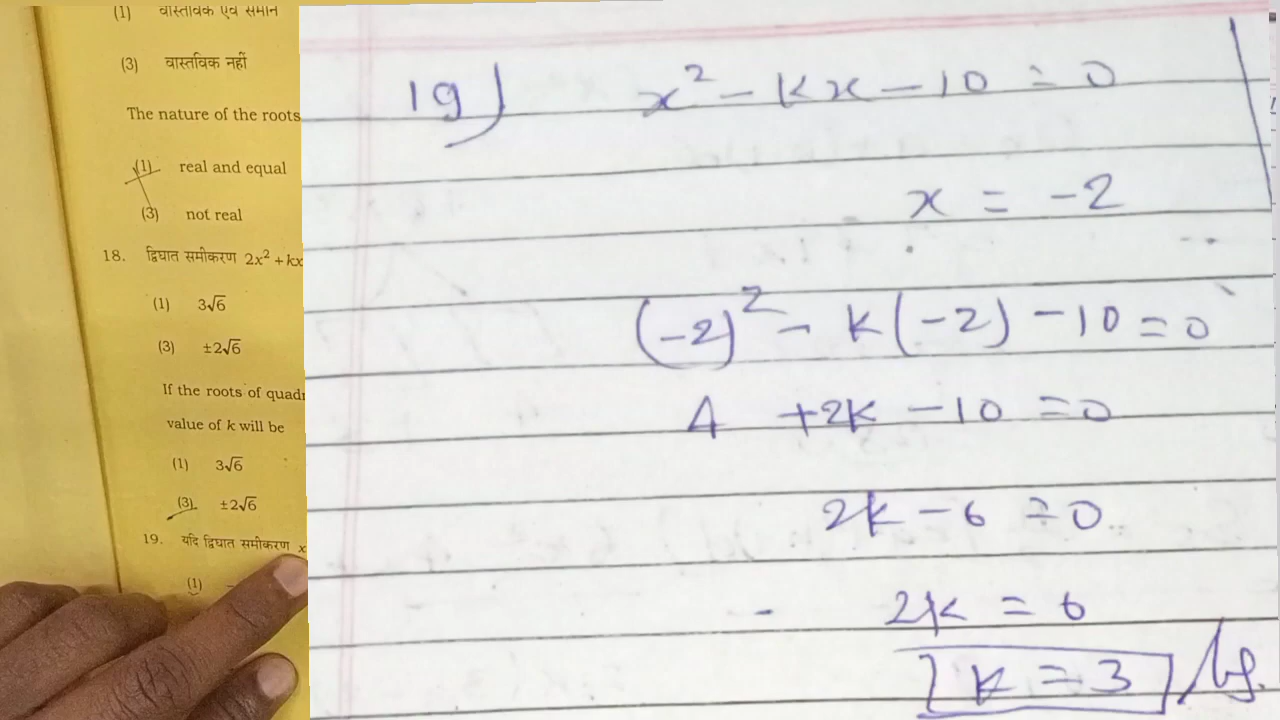 (1) वास्तविक एवं समान
(3) वास्तविक नहीं
The nature of the roots
(1) real and equal
(3) not real
18. द्विघात समीकरण 2x² + kx
(1) 3√6
(3) ±2√6
If the roots of quad
value of k will be
(1) 3√6
(3) ±2√6
19. यदि द्विघात समीकरण x
(1) –
19) x² – kx – 10 = 0
x = -2
(-2)² – k(-2) – 10 = 0
4 + 2k – 10 = 0
2k – 6 = 0
2k = 6
k = 3